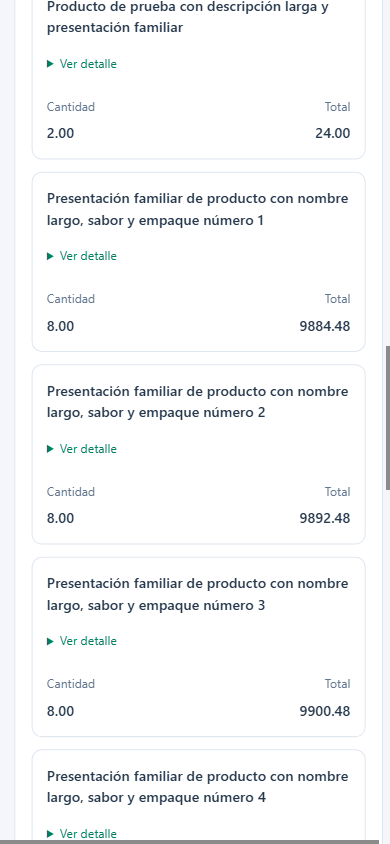 Producto de prueba con descripción larga y
presentación familiar
Ver detalle
Cantidad Total
2.00 24.00
Presentación familiar de producto con nombre
largo, sabor y empaque número 1
Ver detalle
Cantidad Total
8.00 9884.48
Presentación familiar de producto con nombre
largo, sabor y empaque número 2
Ver detalle
Cantidad Total
8.00 9892.48
Presentación familiar de producto con nombre
largo, sabor y empaque número 3
Ver detalle
Cantidad Total
8.00 9900.48
Presentación familiar de producto con nombre
largo, sabor y empaque número 4
Ver detalle